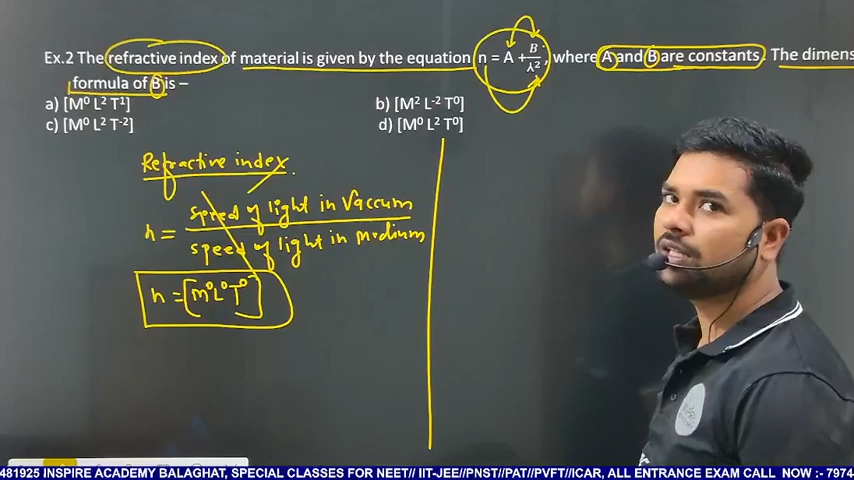 Ex.2 The refractive index of material is given by the equation n = A + B/λ², where A and B are constants. The dimens
formula of B is –
a) [M⁰ L² T¹]
b) [M² L⁻² T⁰]
c) [M⁰ L² T⁻²]
d) [M⁰ L² T⁰]
Refractive index.
n = speed of light in Vaccum
speed of light in medium
n = [M⁰L⁰T⁰]
481925 INSPIRE ACADEMY BALAGHAT, SPECIAL CLASSES FOR NEET// IIT-JEE//PNST//PAT//PVFT//ICAR, ALL ENTRANCE EXAM CALL NOW :- 7974